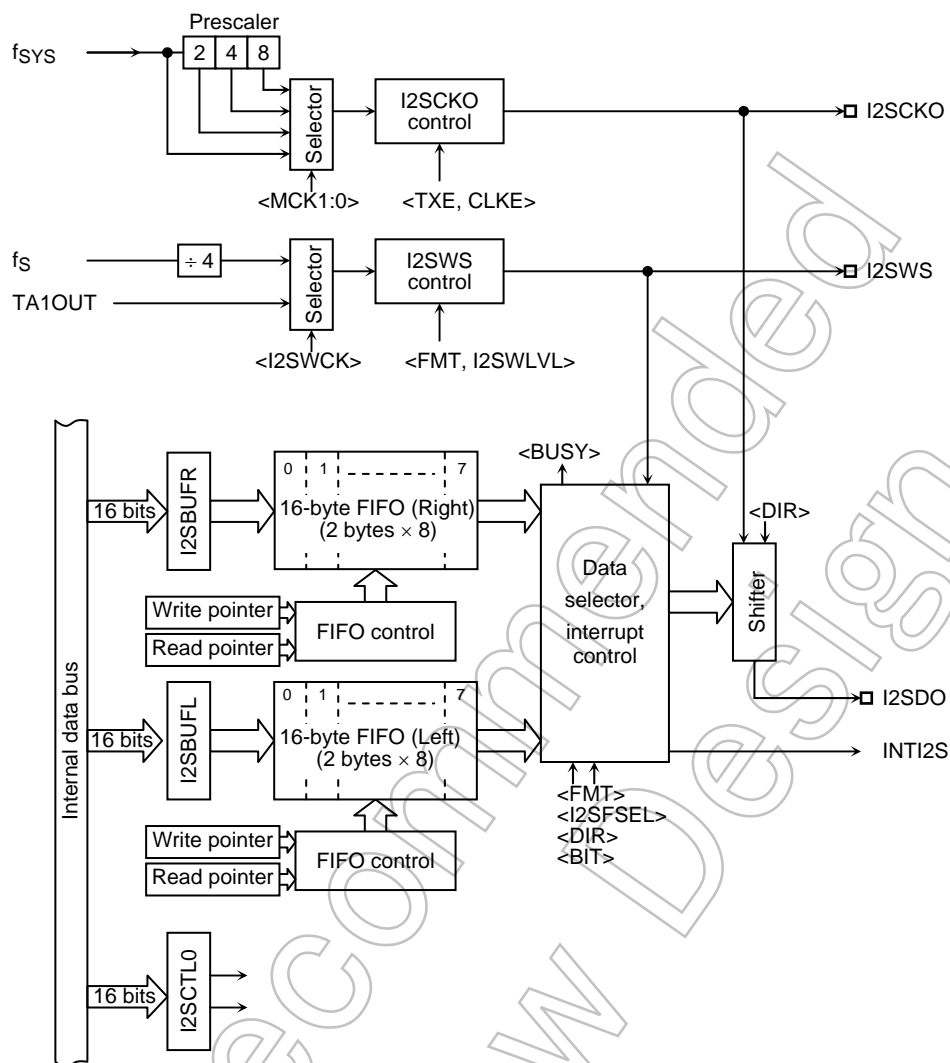 Prescaler
fSYS
2 4 8
Selector
I2SCKO
control
I2SCKO
<MCK1:0>
<TXE, CLKE>
fS
÷ 4
TA1OUT
Selector
I2SWS
control
I2SWS
<I2SWCK>
<FMT, I2SWLVL>
Internal data bus
16 bits
I2SBUFR
0 1 7
16-byte FIFO (Right)
(2 bytes × 8)
Write pointer
Read pointer
FIFO control
<BUSY>
Data
selector,
interrupt
control
<DIR>
Shifter
I2SDO
INTI2S
16 bits
I2SBUFL
0 1 7
16-byte FIFO (Left)
(2 bytes × 8)
<FMT>
<I2SFSEL>
<DIR>
<BIT>
Write pointer
Read pointer
FIFO control
16 bits
I2SCTL0
ecommended
w Design